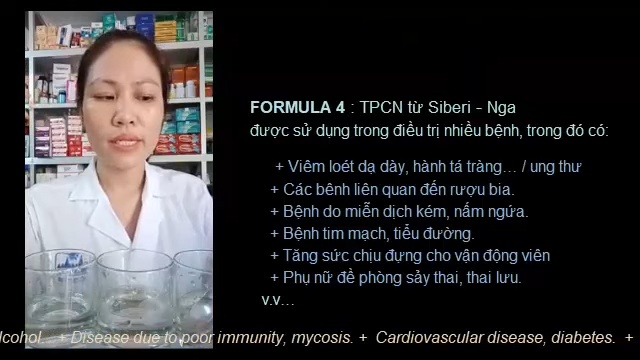 FORMULA 4 : TPCN từ Siberi - Nga
được sử dụng trong điều trị nhiều bệnh, trong đó có:
+ Viêm loét dạ dày, hành tá tràng… / ung thư
+ Các bênh liên quan đến rượu bia.
+ Bệnh do miễn dịch kém, nấm ngứa.
+ Bệnh tim mạch, tiểu đường.
+ Tăng sức chịu đựng cho vận động viên
+ Phụ nữ đề phòng sảy thai, thai lưu.
v.v…
lcohol... + Disease due to poor immunity, mycosis. + Cardiovascular disease, diabetes. +